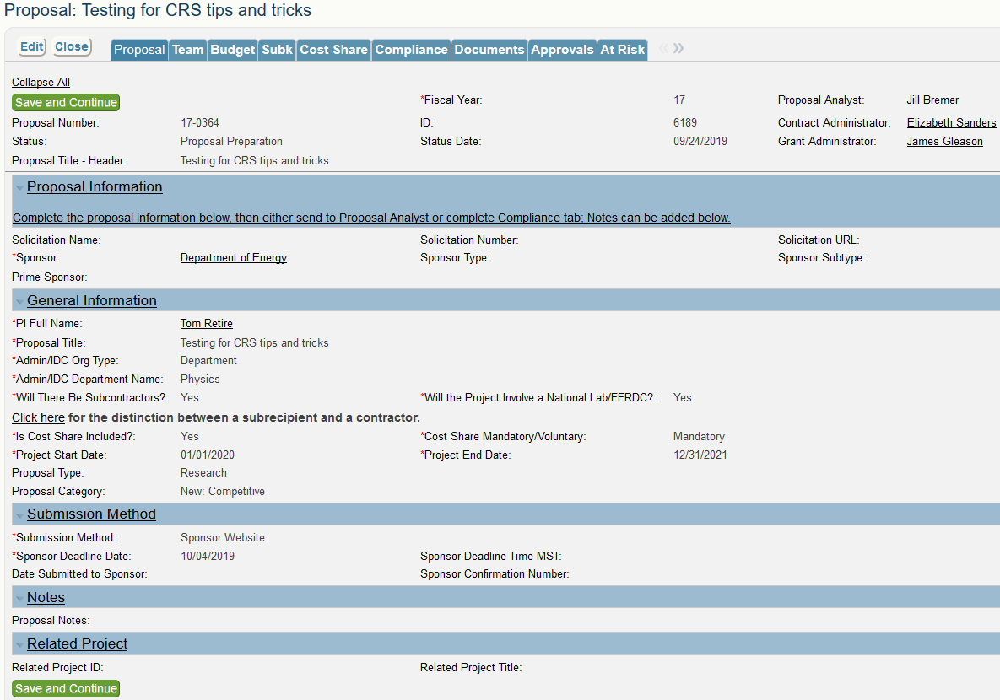 Proposal: Testing for CRS tips and tricks
Edit Close Proposal Team Budget Subk Cost Share Compliance Documents Approvals At Risk « »
Collapse All
Save and Continue *Fiscal Year: 17 Proposal Analyst: Jill Bremer
Proposal Number: 17-0364 ID: 6189 Contract Administrator: Elizabeth Sanders
Status: Proposal Preparation Status Date: 09/24/2019 Grant Administrator: James Gleason
Proposal Title - Header: Testing for CRS tips and tricks
Proposal Information
Complete the proposal information below, then either send to Proposal Analyst or complete Compliance tab; Notes can be added below.
Solicitation Name: Solicitation Number: Solicitation URL:
*Sponsor: Department of Energy Sponsor Type: Sponsor Subtype:
Prime Sponsor:
General Information
*PI Full Name: Tom Retire
*Proposal Title: Testing for CRS tips and tricks
*Admin/IDC Org Type: Department
*Admin/IDC Department Name: Physics
*Will There Be Subcontractors?: Yes *Will the Project Involve a National Lab/FFRDC?: Yes
Click here for the distinction between a subrecipient and a contractor.
*Is Cost Share Included?: Yes *Cost Share Mandatory/Voluntary: Mandatory
*Project Start Date: 01/01/2020 *Project End Date: 12/31/2021
Proposal Type: Research
Proposal Category: New: Competitive
Submission Method
*Submission Method: Sponsor Website
*Sponsor Deadline Date: 10/04/2019 Sponsor Deadline Time MST:
Date Submitted to Sponsor: Sponsor Confirmation Number:
Notes
Proposal Notes:
Related Project
Related Project ID: Related Project Title:
Save and Continue